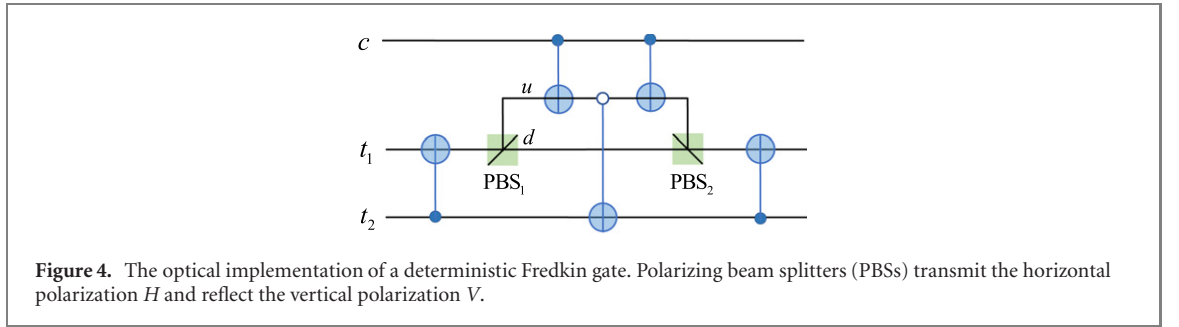 c
u
d
t₁
PBS₁
PBS₂
t₂
Figure 4. The optical implementation of a deterministic Fredkin gate. Polarizing beam splitters (PBSs) transmit the horizontal
polarization H and reflect the vertical polarization V.